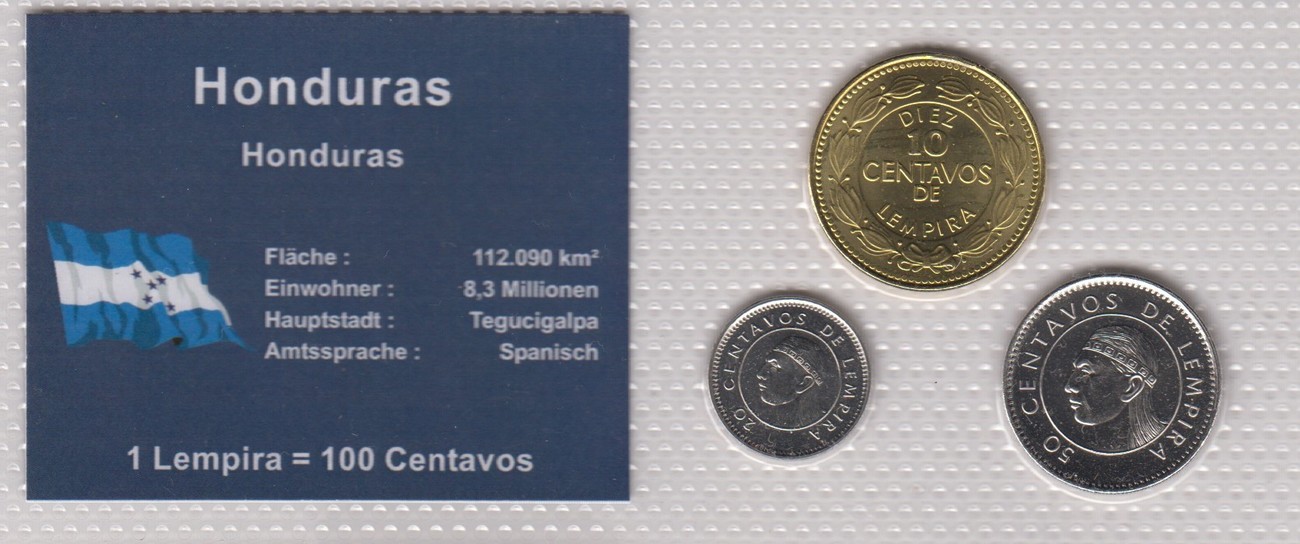 Honduras
Honduras
Fläche : 112.090 km²
Einwohner : 8,3 Millionen
Hauptstadt : Tegucigalpa
Amtssprache : Spanisch
1 Lempira = 100 Centavos
DIEZ
10
CENTAVOS
DE
LEMPIRA
20 CENTAVOS DE LEMPIRA
50 CENTAVOS DE LEMPIRA